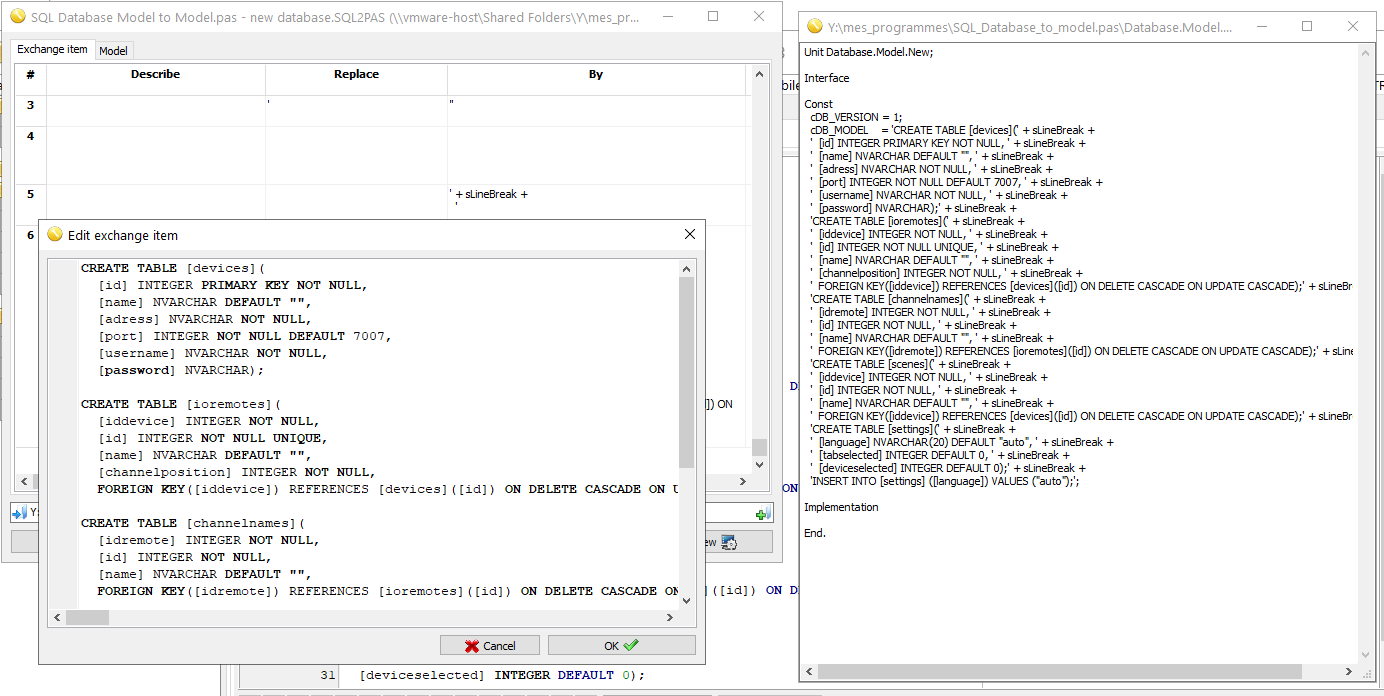 SQL Database Model to Model.pas - new database.SQL2PAS (\\vmware-host\Shared Folders\Y\mes_pr...
Exchange item
Model
# Describe Replace By
3 ' "
4
5 ' + sLineBreak +
'
6
]) ON
Y:
ew
Edit exchange item
CREATE TABLE [devices](
[id] INTEGER PRIMARY KEY NOT NULL,
[name] NVARCHAR DEFAULT "",
[adress] NVARCHAR NOT NULL,
[port] INTEGER NOT NULL DEFAULT 7007,
[username] NVARCHAR NOT NULL,
[password] NVARCHAR);
CREATE TABLE [ioremotes](
[iddevice] INTEGER NOT NULL,
[id] INTEGER NOT NULL UNIQUE,
[name] NVARCHAR DEFAULT "",
[channelposition] INTEGER NOT NULL,
FOREIGN KEY([iddevice]) REFERENCES [devices]([id]) ON DELETE CASCADE ON U
CREATE TABLE [channelnames](
[idremote] INTEGER NOT NULL,
[id] INTEGER NOT NULL,
[name] NVARCHAR DEFAULT "",
FOREIGN KEY([idremote]) REFERENCES [ioremotes]([id]) ON DELETE CASCADE ON
Cancel
OK
D
ON
]([id]) ON D
31 [deviceselected] INTEGER DEFAULT 0);
bile
TR
Y:\mes_programmes\SQL_Database_to_model.pas\Database.Model....
Unit Database.Model.New;
Interface
Const
cDB_VERSION = 1;
cDB_MODEL = 'CREATE TABLE [devices](' + sLineBreak +
' [id] INTEGER PRIMARY KEY NOT NULL, ' + sLineBreak +
' [name] NVARCHAR DEFAULT "", ' + sLineBreak +
' [adress] NVARCHAR NOT NULL, ' + sLineBreak +
' [port] INTEGER NOT NULL DEFAULT 7007, ' + sLineBreak +
' [username] NVARCHAR NOT NULL, ' + sLineBreak +
' [password] NVARCHAR);' + sLineBreak +
'CREATE TABLE [ioremotes](' + sLineBreak +
' [iddevice] INTEGER NOT NULL, ' + sLineBreak +
' [id] INTEGER NOT NULL UNIQUE, ' + sLineBreak +
' [name] NVARCHAR DEFAULT "", ' + sLineBreak +
' [channelposition] INTEGER NOT NULL, ' + sLineBreak +
' FOREIGN KEY([iddevice]) REFERENCES [devices]([id]) ON DELETE CASCADE ON UPDATE CASCADE);' + sLineBr
'CREATE TABLE [channelnames](' + sLineBreak +
' [idremote] INTEGER NOT NULL, ' + sLineBreak +
' [id] INTEGER NOT NULL, ' + sLineBreak +
' [name] NVARCHAR DEFAULT "", ' + sLineBreak +
' FOREIGN KEY([idremote]) REFERENCES [ioremotes]([id]) ON DELETE CASCADE ON UPDATE CASCADE);' + sLine
'CREATE TABLE [scenes](' + sLineBreak +
' [iddevice] INTEGER NOT NULL, ' + sLineBreak +
' [id] INTEGER NOT NULL, ' + sLineBreak +
' [name] NVARCHAR DEFAULT "", ' + sLineBreak +
' FOREIGN KEY([iddevice]) REFERENCES [devices]([id]) ON DELETE CASCADE ON UPDATE CASCADE);' + sLineBr
'CREATE TABLE [settings](' + sLineBreak +
' [language] NVARCHAR(20) DEFAULT "auto", ' + sLineBreak +
' [tabselected] INTEGER DEFAULT 0, ' + sLineBreak +
' [deviceselected] INTEGER DEFAULT 0);' + sLineBreak +
'INSERT INTO [settings] ([language]) VALUES ("auto");';
Implementation
End.